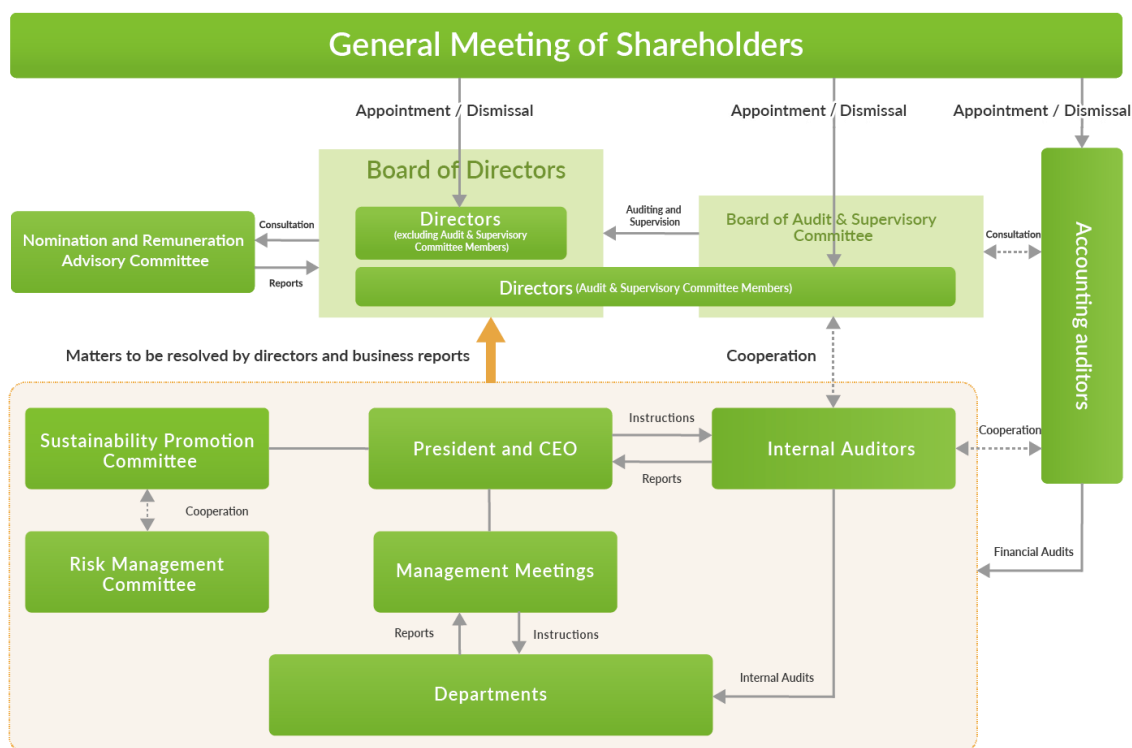 General Meeting of Shareholders
Appointment / Dismissal
Appointment / Dismissal
Appointment / Dismissal
Board of Directors
Directors
(excluding Audit & Supervisory
Committee Members)
Auditing and
Supervision
Board of Audit & Supervisory
Committee
Nomination and Remuneration
Advisory Committee
Consultation
Reports
Consultation
Accounting auditors
Directors (Audit & Supervisory Committee Members)
Matters to be resolved by directors and business reports
Cooperation
Sustainability Promotion
Committee
President and CEO
Instructions
Reports
Internal Auditors
Cooperation
Cooperation
Risk Management
Committee
Management Meetings
Financial Audits
Reports
Instructions
Departments
Internal Audits